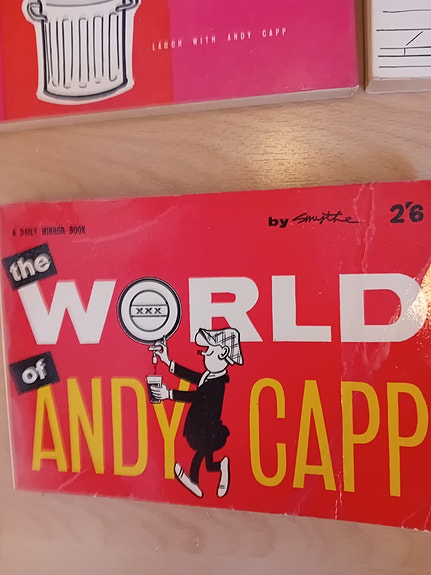 LAUGH WITH ANDY CAPP
A DAILY MIRROR BOOK
by Smythe
2'6
the
WORLD
XXX
of
ANDY CAPP